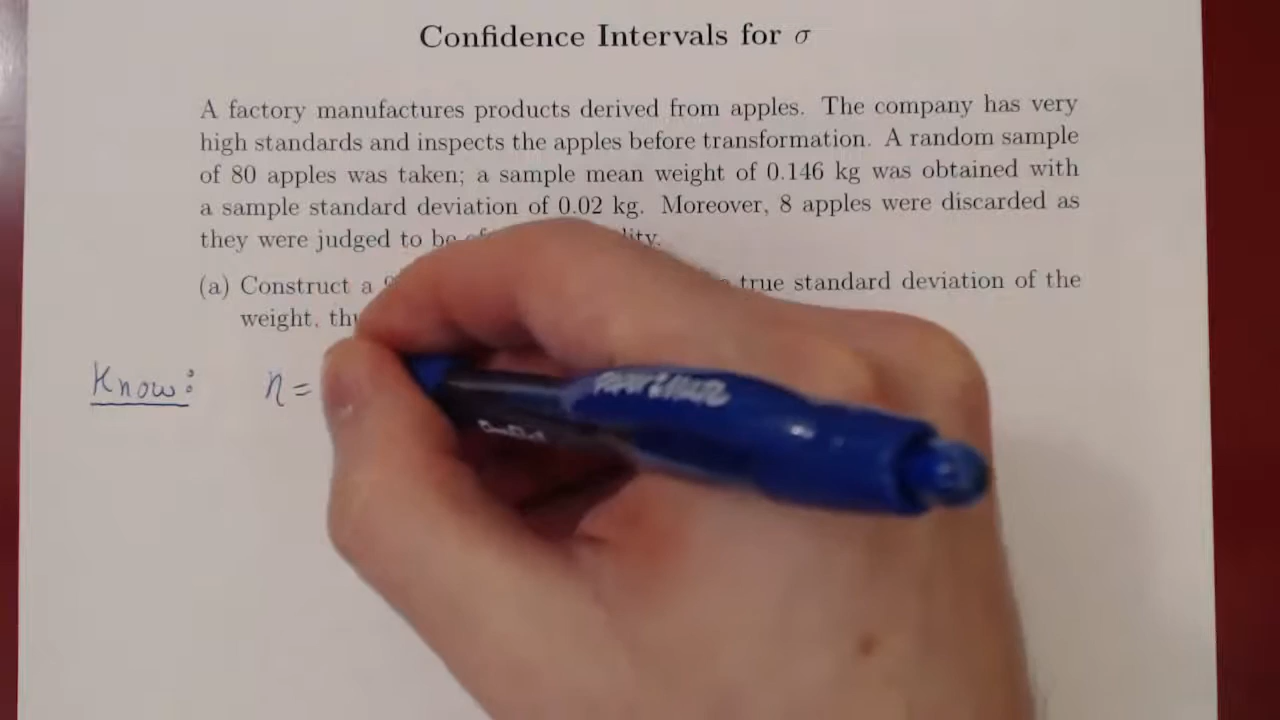 Confidence Intervals for σ
A factory manufactures products derived from apples. The company has very
high standards and inspects the apples before transformation. A random sample
of 80 apples was taken; a sample mean weight of 0.146 kg was obtained with
a sample standard deviation of 0.02 kg. Moreover, 8 apples were discarded as
they were judged to be
(a) Construct a true standard deviation of the
weight,
Know: n =